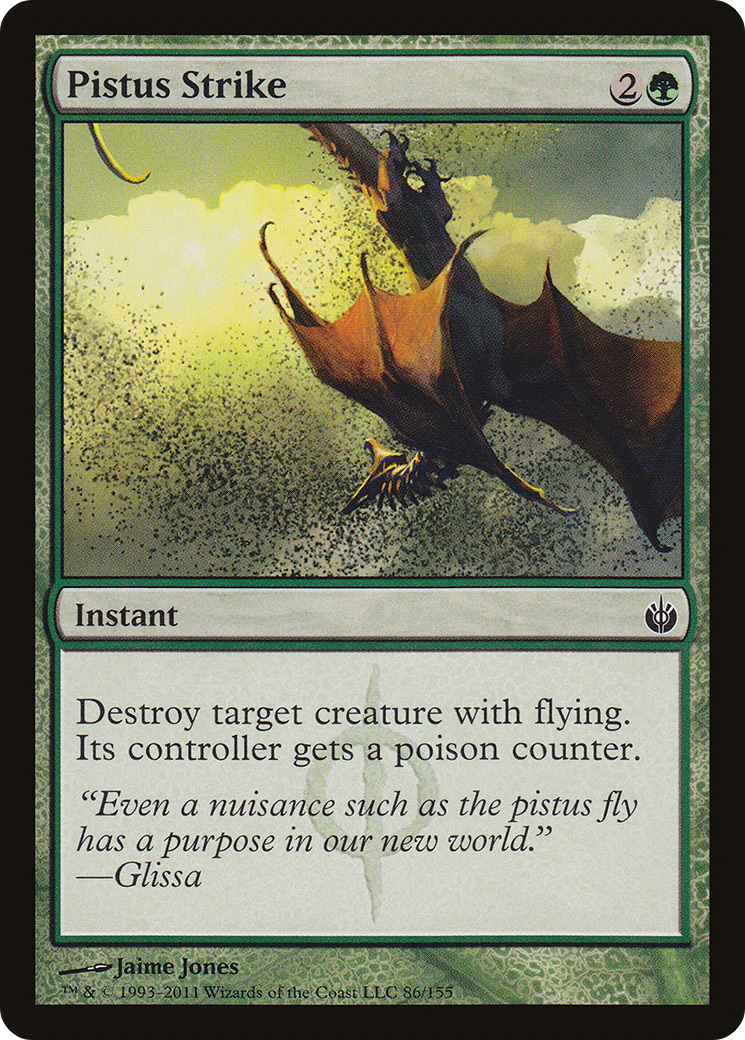 Pistus Strike 2
Instant
Destroy target creature with flying.
Its controller gets a poison counter.
“Even a nuisance such as the pistus fly
has a purpose in our new world.”
—Glissa
Jaime Jones
™ & © 1993–2011 Wizards of the Coast LLC 86/155